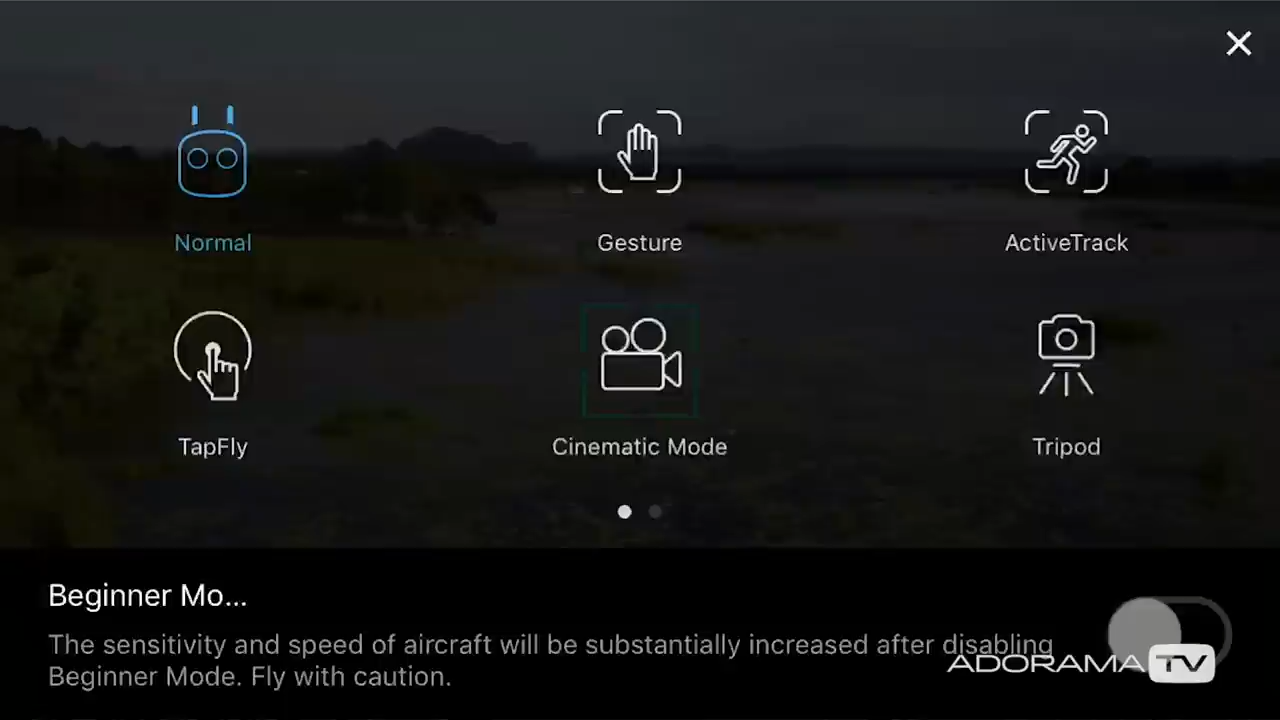 Normal
Gesture
ActiveTrack
TapFly
Cinematic Mode
Tripod
Beginner Mo...
The sensitivity and speed of aircraft will be substantially increased after disabling
Beginner Mode. Fly with caution.
ADORAMA TV